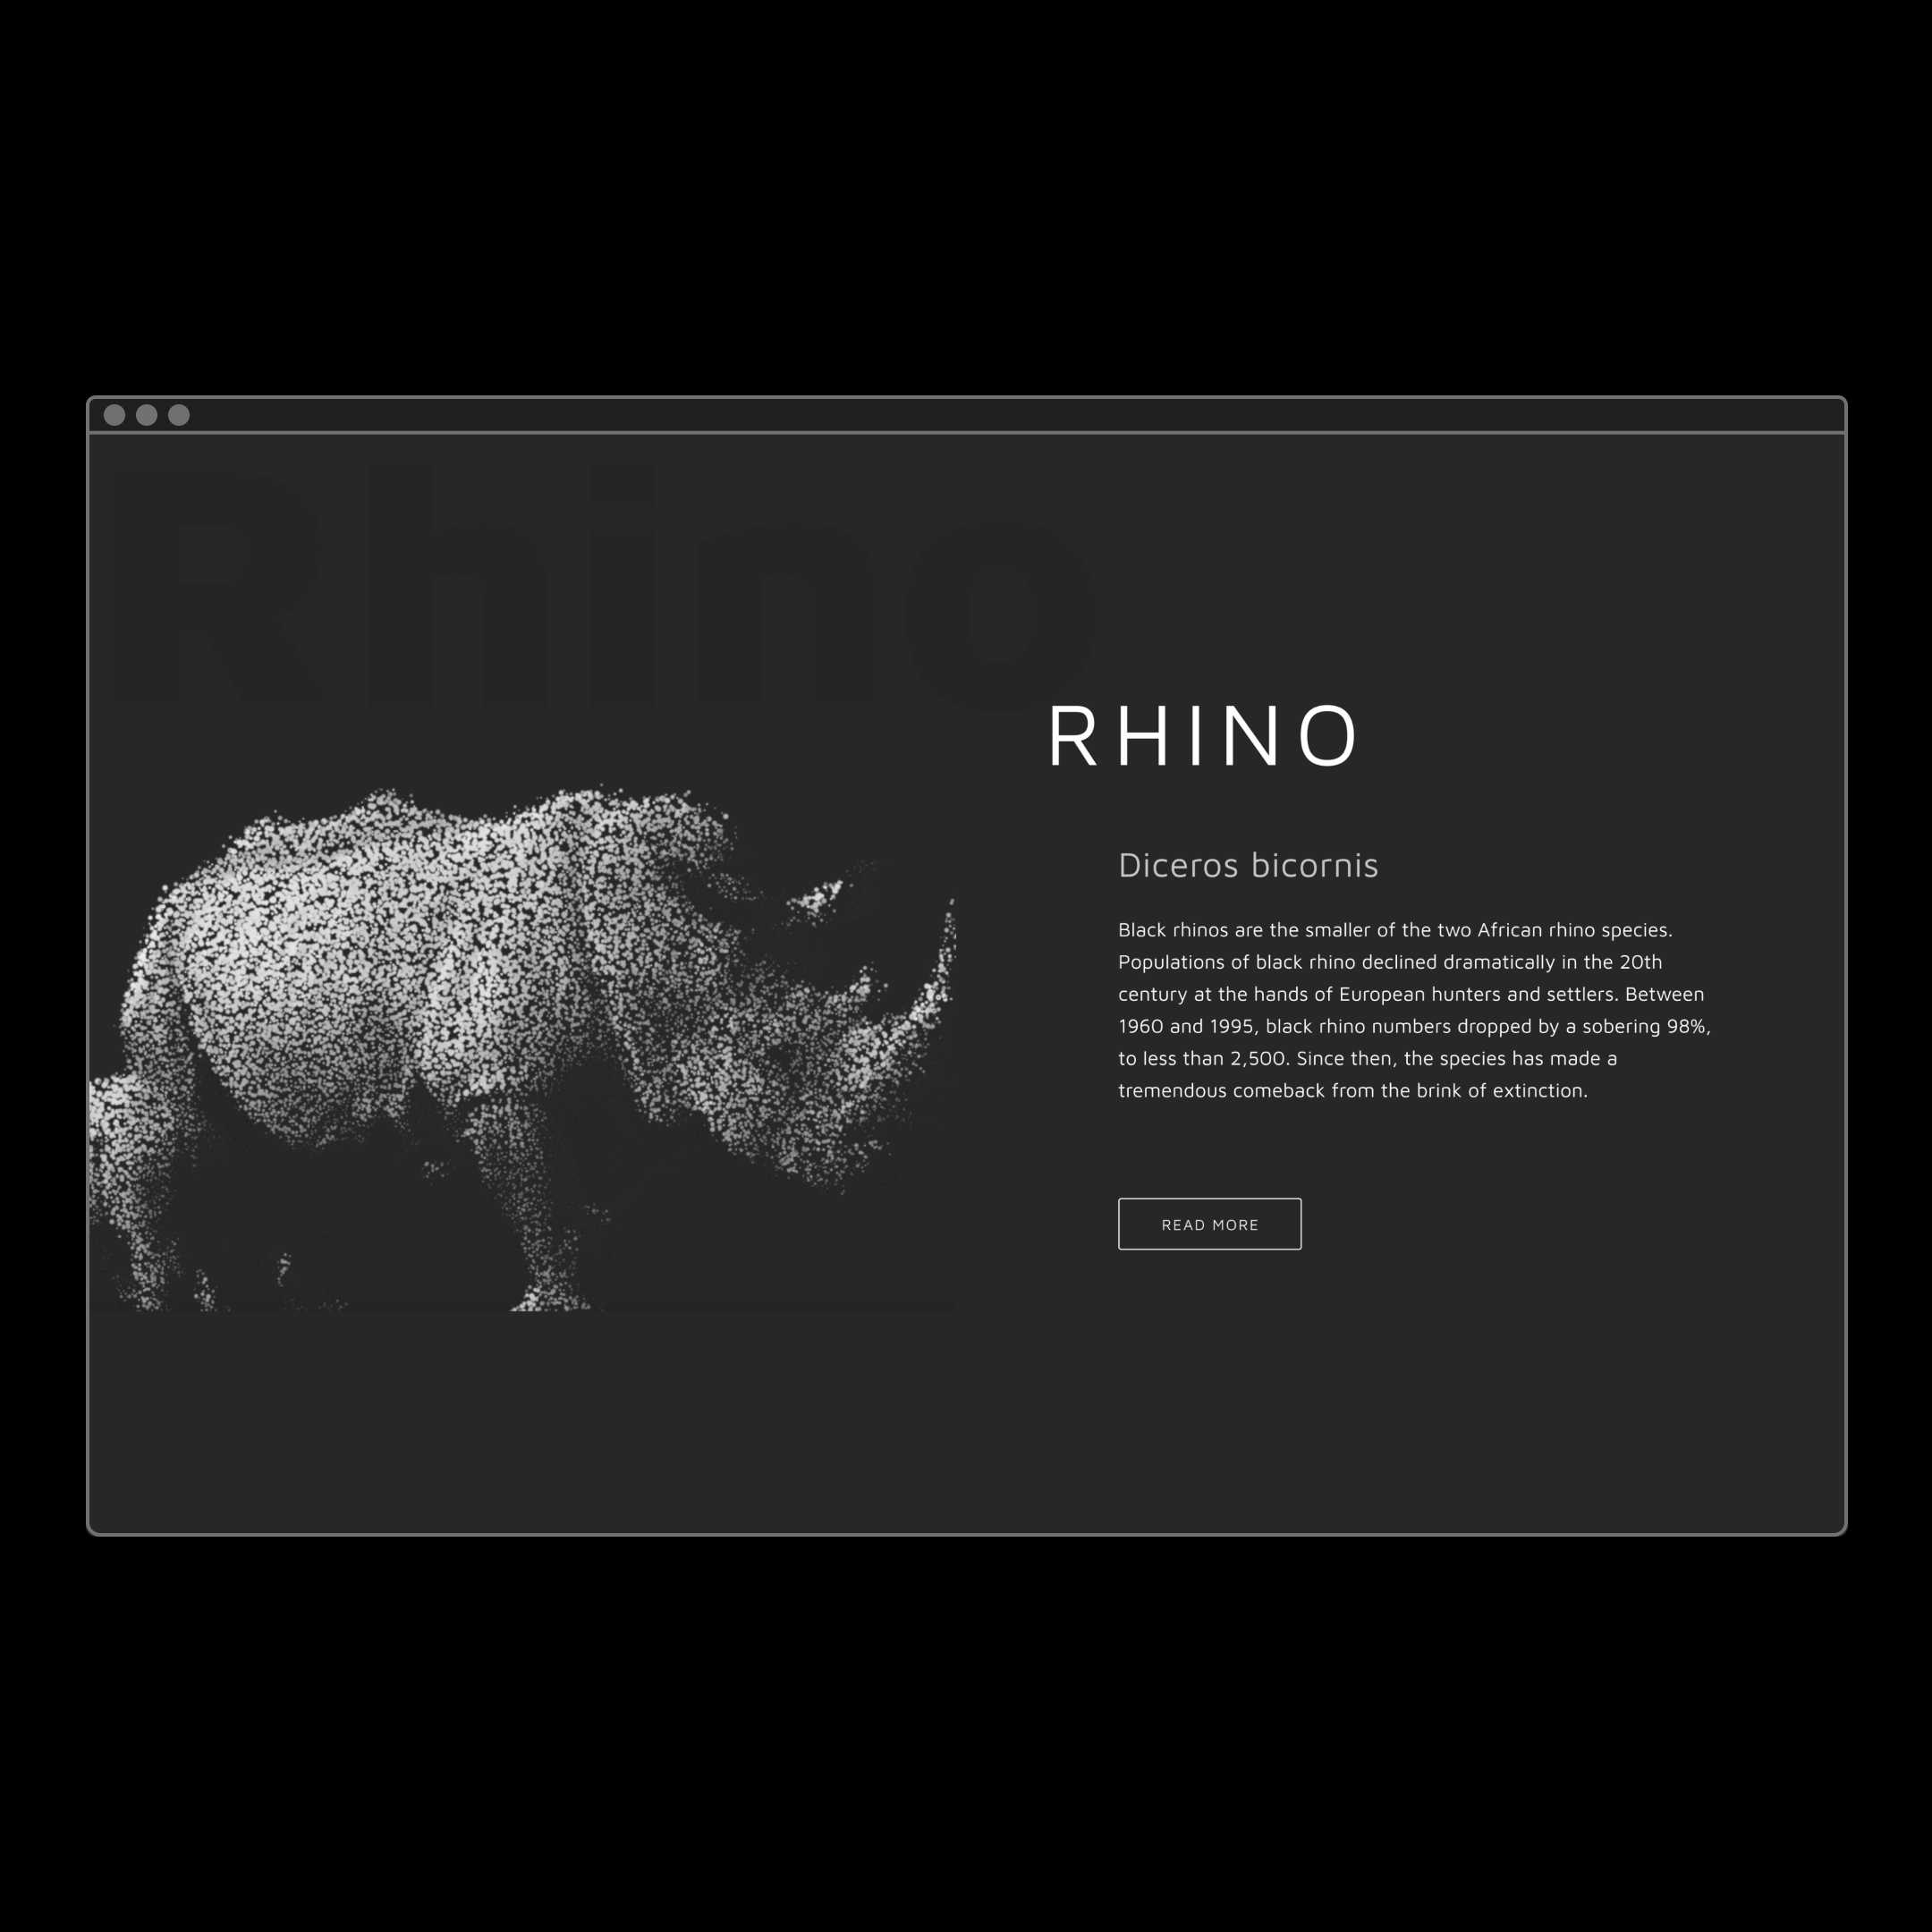 Rhino
RHINO
Diceros bicornis
Black rhinos are the smaller of the two African rhino species.
Populations of black rhino declined dramatically in the 20th
century at the hands of European hunters and settlers. Between
1960 and 1995, black rhino numbers dropped by a sobering 98%,
to less than 2,500. Since then, the species has made a
tremendous comeback from the brink of extinction.
READ MORE